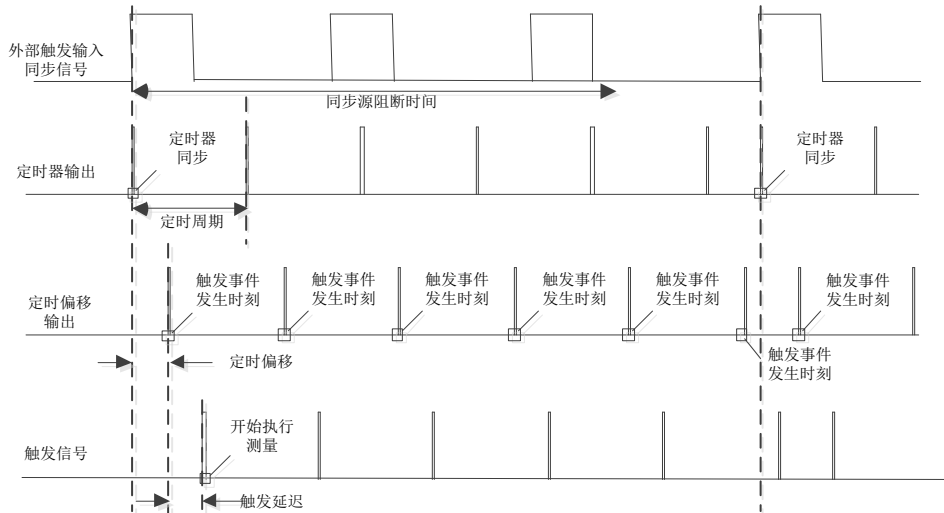 外部触发输入
同步信号
同步源阻断时间
定时器
同步
定时器
同步
定时器输出
定时周期
触发事件
发生时刻
触发事件
发生时刻
触发事件
发生时刻
触发事件
发生时刻
触发事件
发生时刻
触发事件
发生时刻
定时偏移
输出
触发事件
发生时刻
定时偏移
开始执行
测量
触发信号
触发延迟